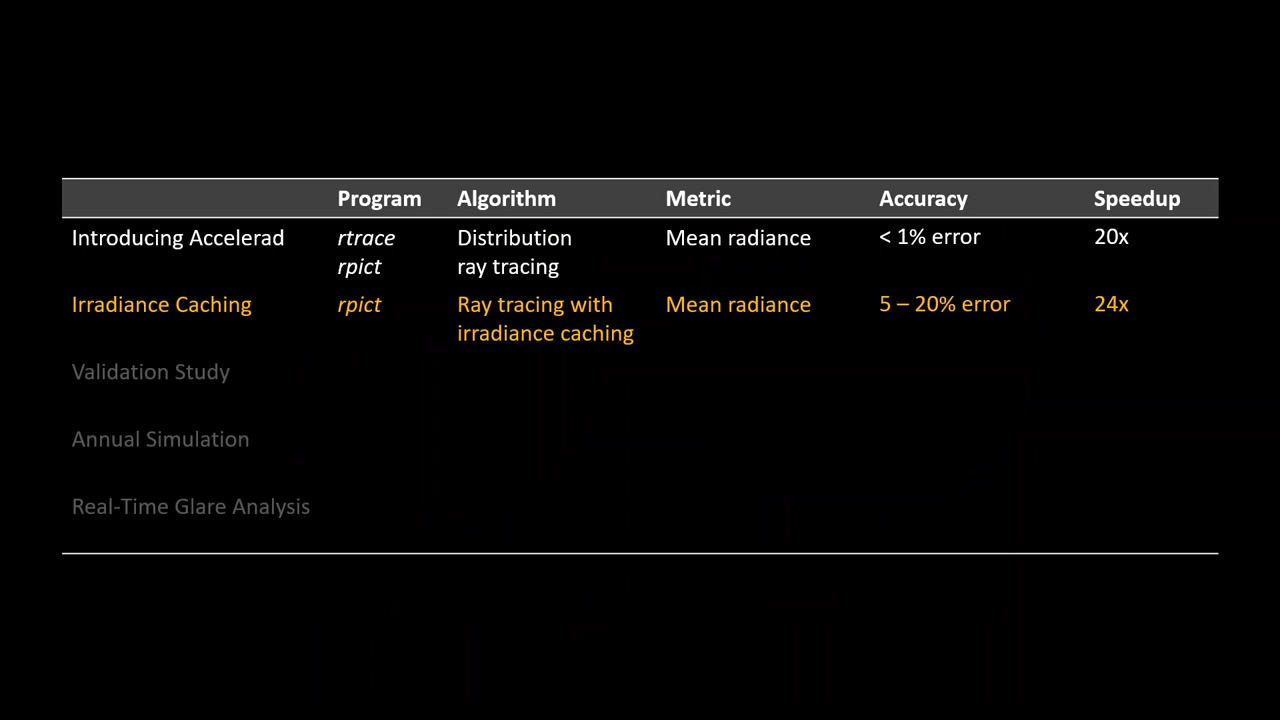 Program Algorithm Metric Accuracy Speedup
Introducing Accelerad rtrace Distribution Mean radiance < 1% error 20x
rpict ray tracing
Irradiance Caching rpict Ray tracing with Mean radiance 5 – 20% error 24x
irradiance caching
Validation Study
Annual Simulation
Real-Time Glare Analysis